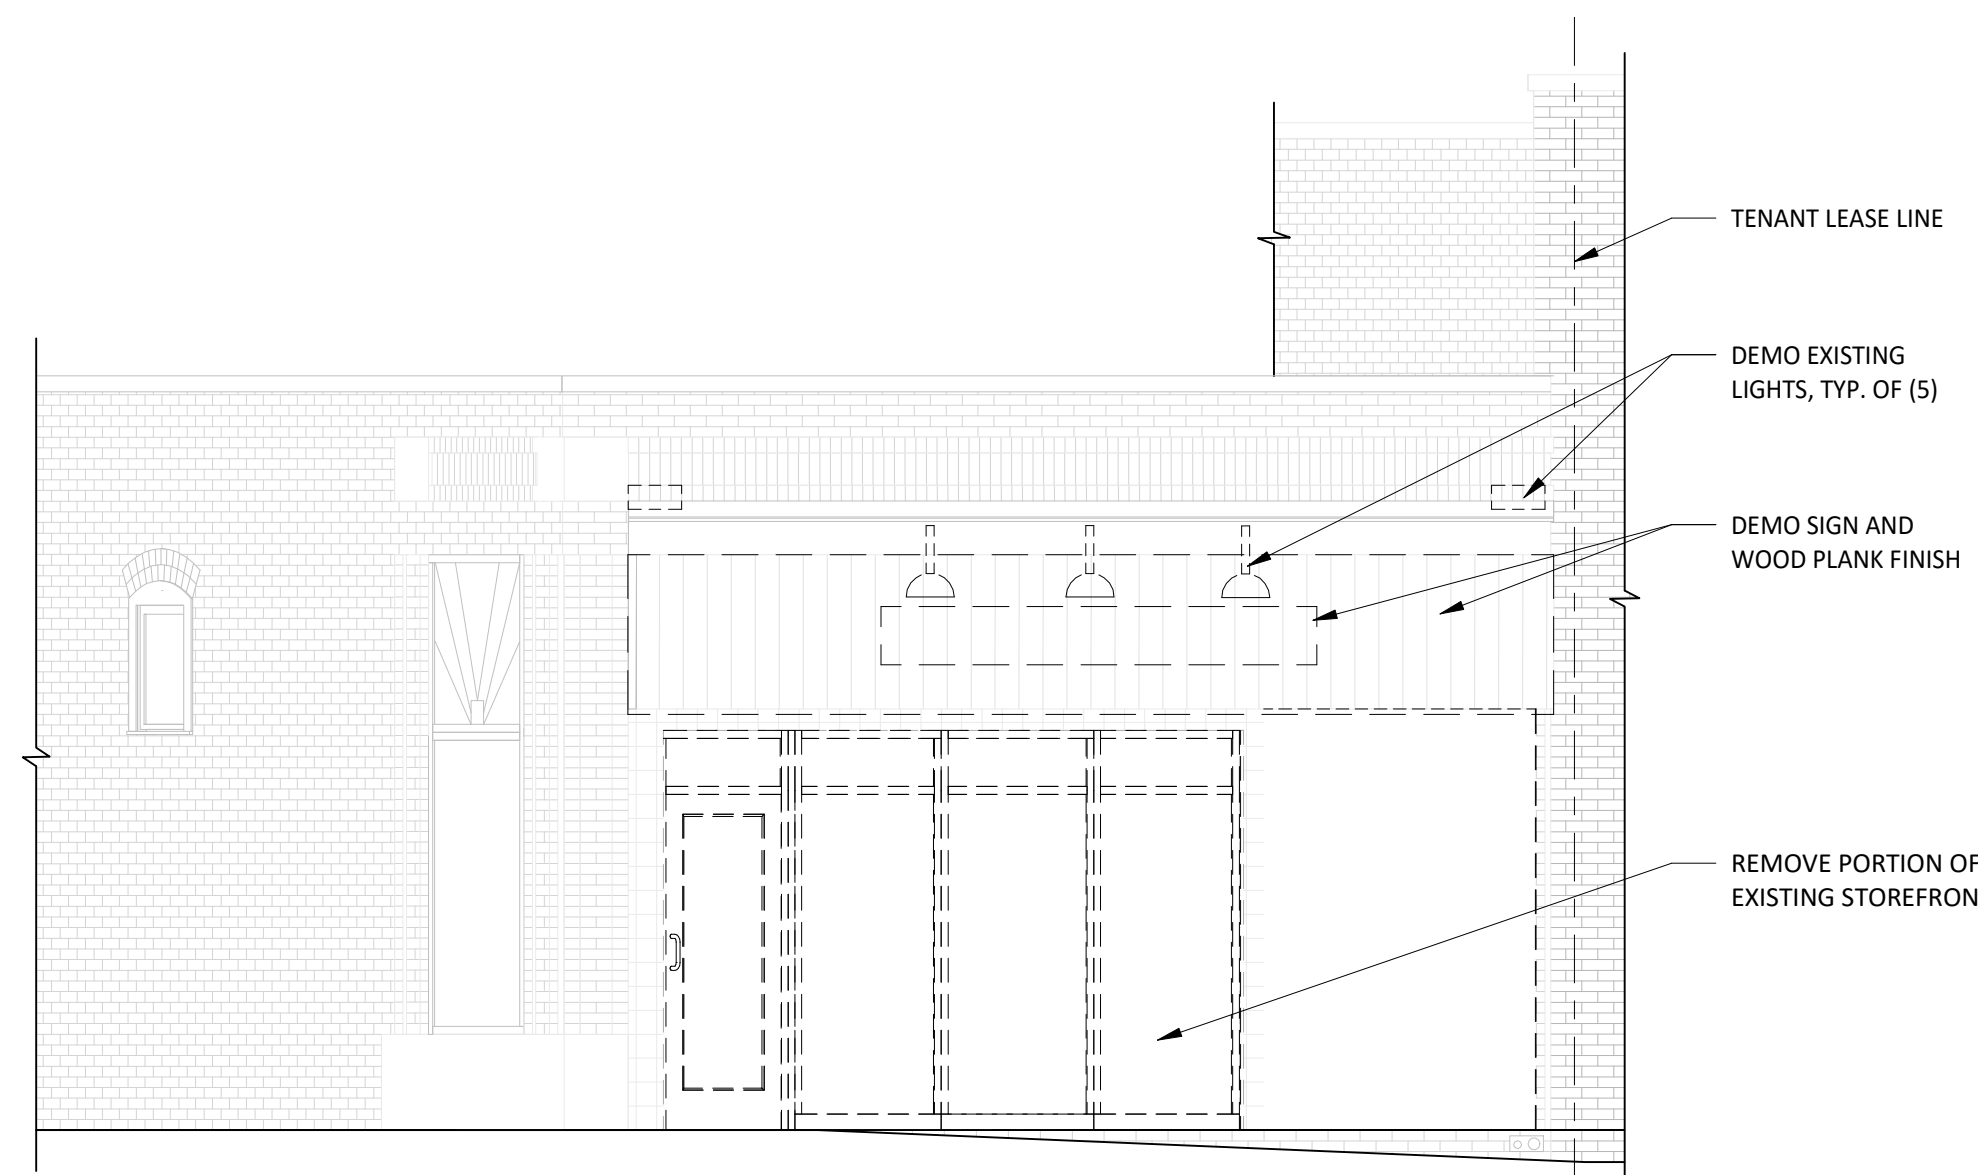 TENANT LEASE LINE
DEMO EXISTING
LIGHTS, TYP. OF (5)
DEMO SIGN AND
WOOD PLANK FINISH
REMOVE PORTION OF
EXISTING STOREFRON